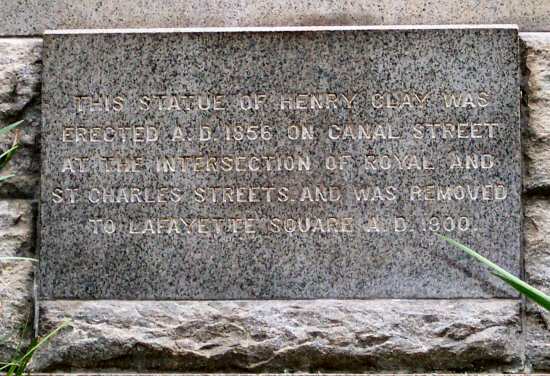 THIS STATUE OF HENRY CLAY WAS
ERECTED A.D. 1856 ON CANAL STREET
AT THE INTERSECTION OF ROYAL AND
ST CHARLES STREETS. AND WAS REMOVED
TO LAFAYETTE SQUARE A.D. 1900.